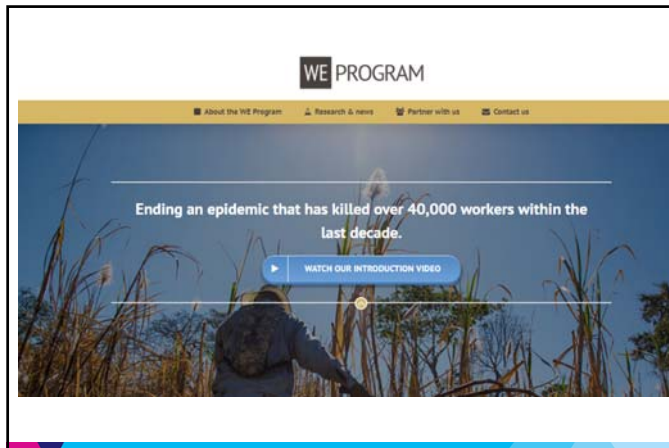 WE PROGRAM
About the WE Program Research & news Partner with us Contact us
Ending an epidemic that has killed over 40,000 workers within the
last decade.
WATCH OUR INTRODUCTION VIDEO